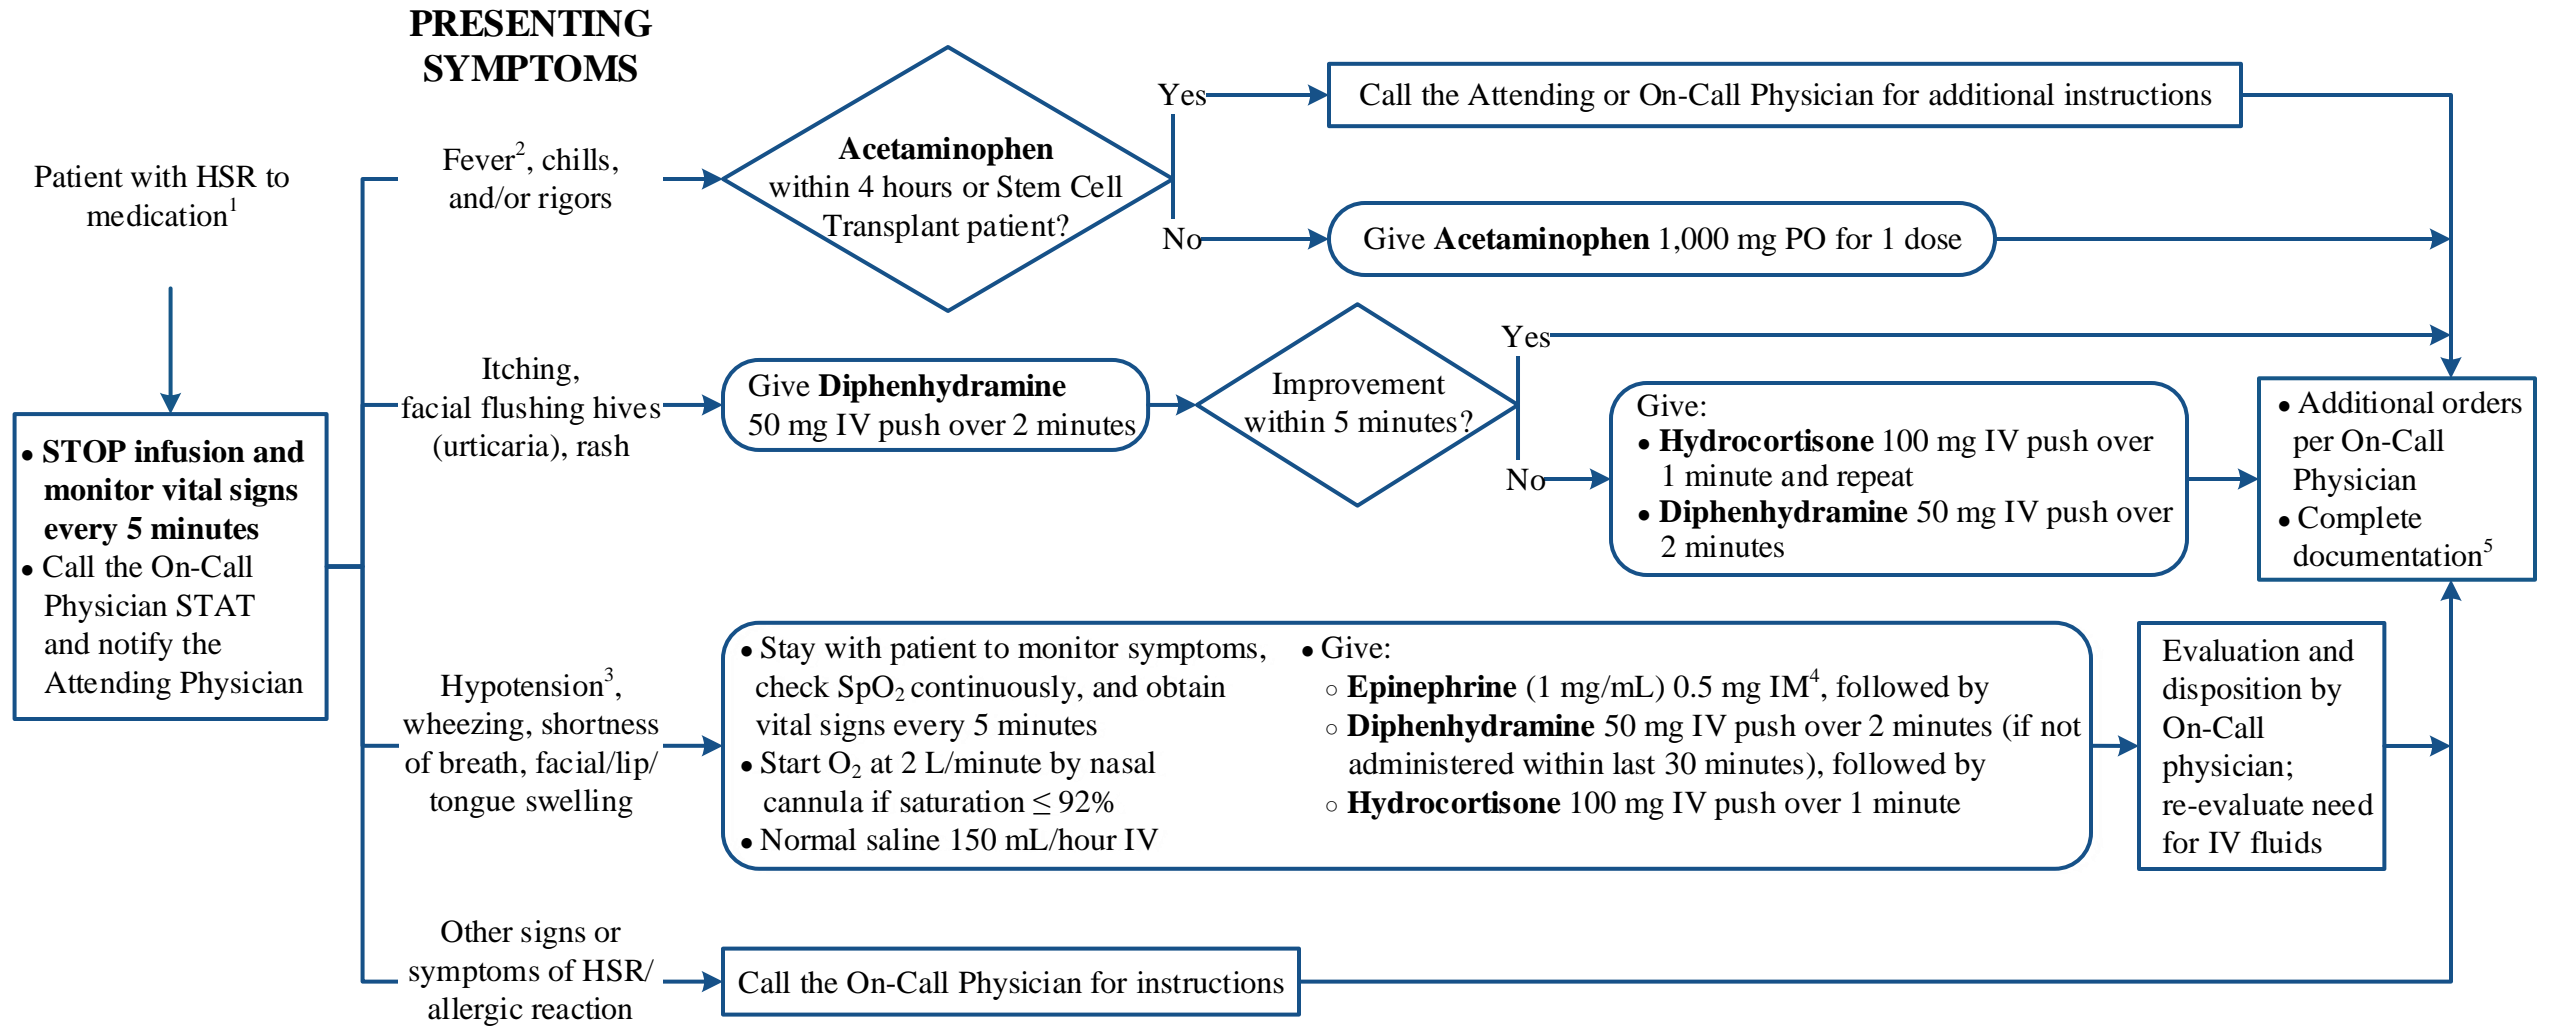 PRESENTING
SYMPTOMS
Patient with HSR to
medication1
• STOP infusion and
monitor vital signs
every 5 minutes
• Call the On-Call
Physician STAT
and notify the
Attending Physician
Fever2, chills,
and/or rigors
Acetaminophen
within 4 hours or Stem Cell
Transplant patient?
Yes
Call the Attending or On-Call Physician for additional instructions
No
Give Acetaminophen 1,000 mg PO for 1 dose
Itching,
facial flushing hives
(urticaria), rash
Give Diphenhydramine
50 mg IV push over 2 minutes
Improvement
within 5 minutes?
Yes
No
Give:
• Hydrocortisone 100 mg IV push over
1 minute and repeat
• Diphenhydramine 50 mg IV push over
2 minutes
• Additional orders
per On-Call
Physician
• Complete
documentation5
Hypotension3,
wheezing, shortness
of breath, facial/lip/
tongue swelling
• Stay with patient to monitor symptoms,
check SpO2 continuously, and obtain
vital signs every 5 minutes
• Start O2 at 2 L/minute by nasal
cannula if saturation ≤ 92%
• Normal saline 150 mL/hour IV
• Give:
○ Epinephrine (1 mg/mL) 0.5 mg IM4, followed by
○ Diphenhydramine 50 mg IV push over 2 minutes (if not
administered within last 30 minutes), followed by
○ Hydrocortisone 100 mg IV push over 1 minute
Evaluation and
disposition by
On-Call
physician;
re-evaluate need
for IV fluids
Other signs or
symptoms of HSR/
allergic reaction
Call the On-Call Physician for instructions